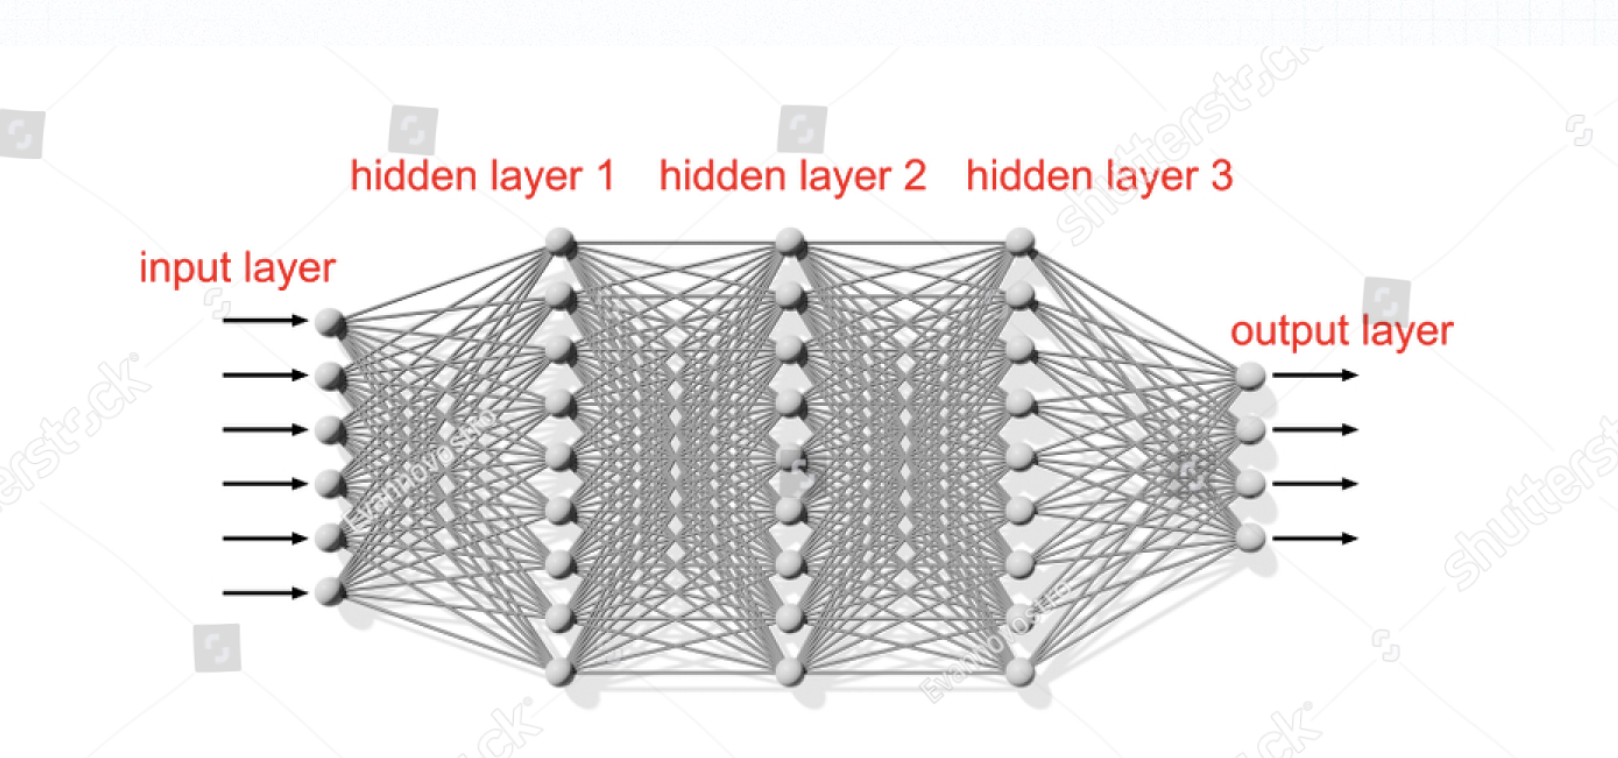 shutterstock
hidden layer 1
hidden layer 2
hidden layer 3
input layer
output layer
shutterstock
Evannovostro
shutterstock
Evannovostro